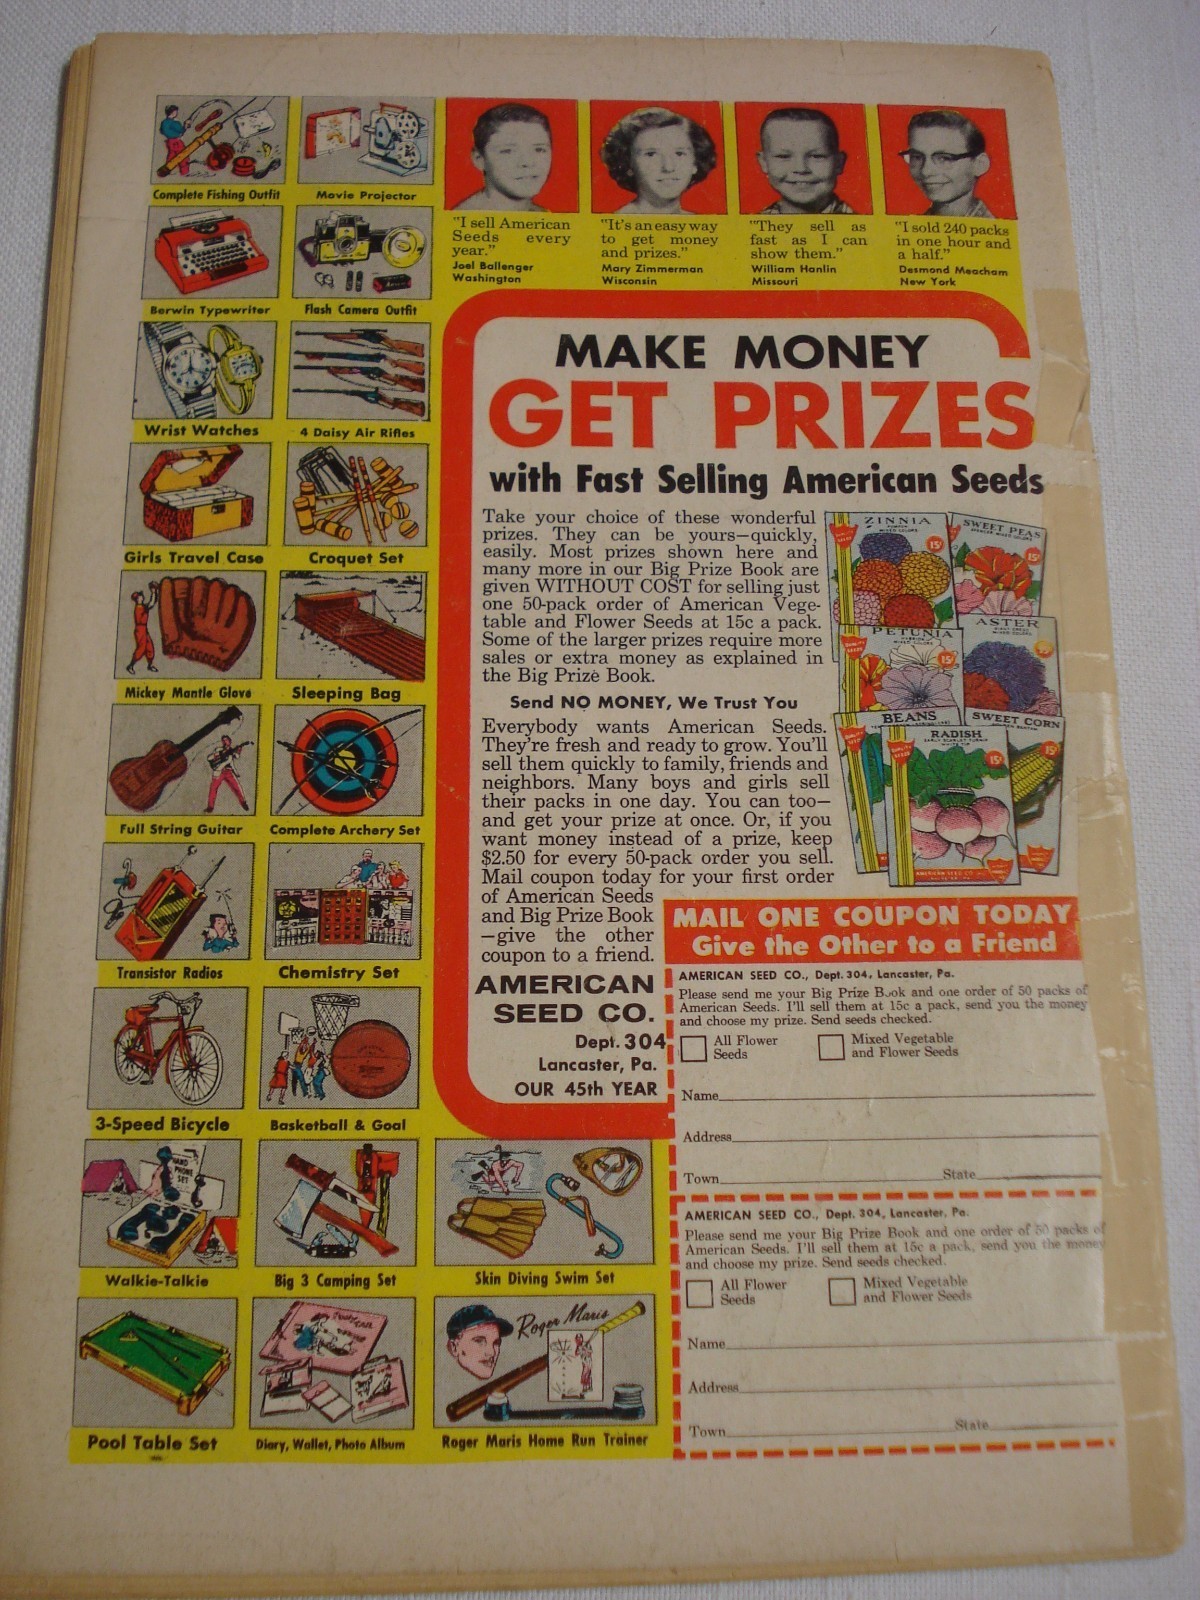 Complete Fishing Outfit
Movie Projector
Berwin Typewriter
Flash Camera Outfit
Wrist Watches
4 Daisy Air Rifles
Girls Travel Case
Croquet Set
Mickey Mantle Glove
Sleeping Bag
Full String Guitar
Complete Archery Set
Transistor Radios
Chemistry Set
3-Speed Bicycle
Basketball & Goal
HAND
PHONE
SET
Walkie-Talkie
Big 3 Camping Set
Skin Diving Swim Set
Pool Table Set
Diary, Wallet, Photo Album
Roger Maris
Roger Maris Home Run Trainer
"I sell American
Seeds every
year."
Joel Ballenger
Washington
"It's an easy way
to get money
and prizes."
Mary Zimmerman
Wisconsin
"They sell as
fast as I can
show them."
William Hanlin
Missouri
"I sold 240 packs
in one hour and
a half."
Desmond Meacham
New York
MAKE MONEY
GET PRIZES
with Fast Selling American Seeds
Take your choice of these wonderful
prizes. They can be yours—quickly,
easily. Most prizes shown here and
many more in our Big Prize Book are
given WITHOUT COST for selling just
one 50-pack order of American Vege-
table and Flower Seeds at 15c a pack.
Some of the larger prizes require more
sales or extra money as explained in
the Big Prize Book.
Send NO MONEY, We Trust You
Everybody wants American Seeds.
They're fresh and ready to grow. You'll
sell them quickly to family, friends and
neighbors. Many boys and girls sell
their packs in one day. You can too—
and get your prize at once. Or, if you
want money instead of a prize, keep
$2.50 for every 50-pack order you sell.
Mail coupon today for your first order
of American Seeds
and Big Prize Book
—give the other
coupon to a friend.
AMERICAN
SEED CO.
Dept. 304
Lancaster, Pa.
OUR 45th YEAR
ZINNIA
MIXED COLORS
15¢
SWEET PEAS
15¢
PETUNIA
15¢
ASTER
MIXED COLORS
BEANS
SWEET CORN
15¢
RADISH
EARLY SCARLET TURNIP
WHITE TIP
15¢
AMERICAN SEED CO.
MAIL ONE COUPON TODAY
Give the Other to a Friend
AMERICAN SEED CO., Dept. 304, Lancaster, Pa.
Please send me your Big Prize Book and one order of 50 packs of
American Seeds. I'll sell them at 15c a pack, send you the money
and choose my prize. Send seeds checked.
All Flower
Seeds
Mixed Vegetable
and Flower Seeds
Name
Address
Town State
AMERICAN SEED CO., Dept. 304, Lancaster, Pa.
Please send me your Big Prize Book and one order of 50 packs of
American Seeds. I'll sell them at 15c a pack, send you the money
and choose my prize. Send seeds checked.
All Flower
Seeds
Mixed Vegetable
and Flower Seeds
Name
Address
Town State